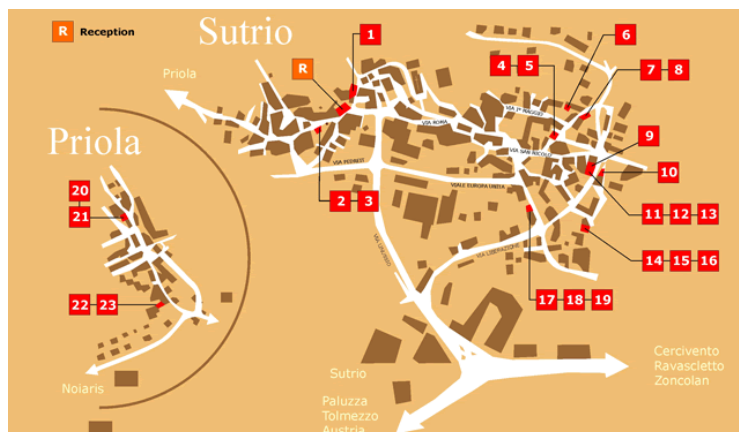 R Reception
Sutrio
1
6
R
4 5
7 8
Priola
VIA 1° MAGGIO
VIA ROMA
Priola
VIA SAN NICOLO
9
10
20
VIA PEDREIT
VIALE EUROPA UNITA
21
2 3
11 12 13
VIA LIBERAZIONE
14 15 16
22 23
17 18 19
Sutrio
Cercivento
Ravascletto
Zoncolan
Noiaris
Paluzza
Tolmezzo
Austria